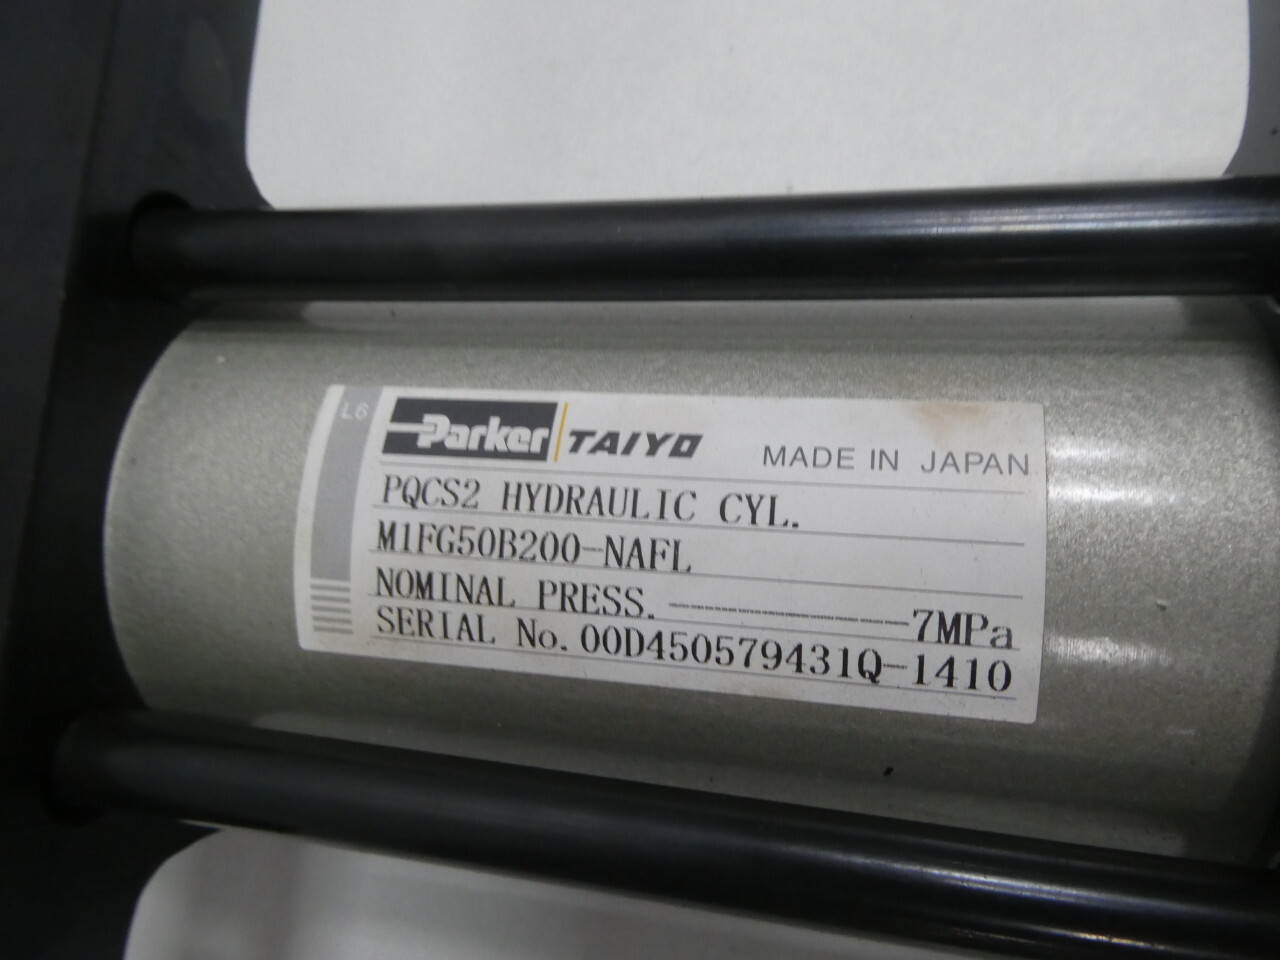 L6
Parker TAIYO MADE IN JAPAN
PQCS2 HYDRAULIC CYL.
M1FG50B200-NAFL
NOMINAL PRESS. 7MPa
SERIAL No. 00D450579431Q-1410